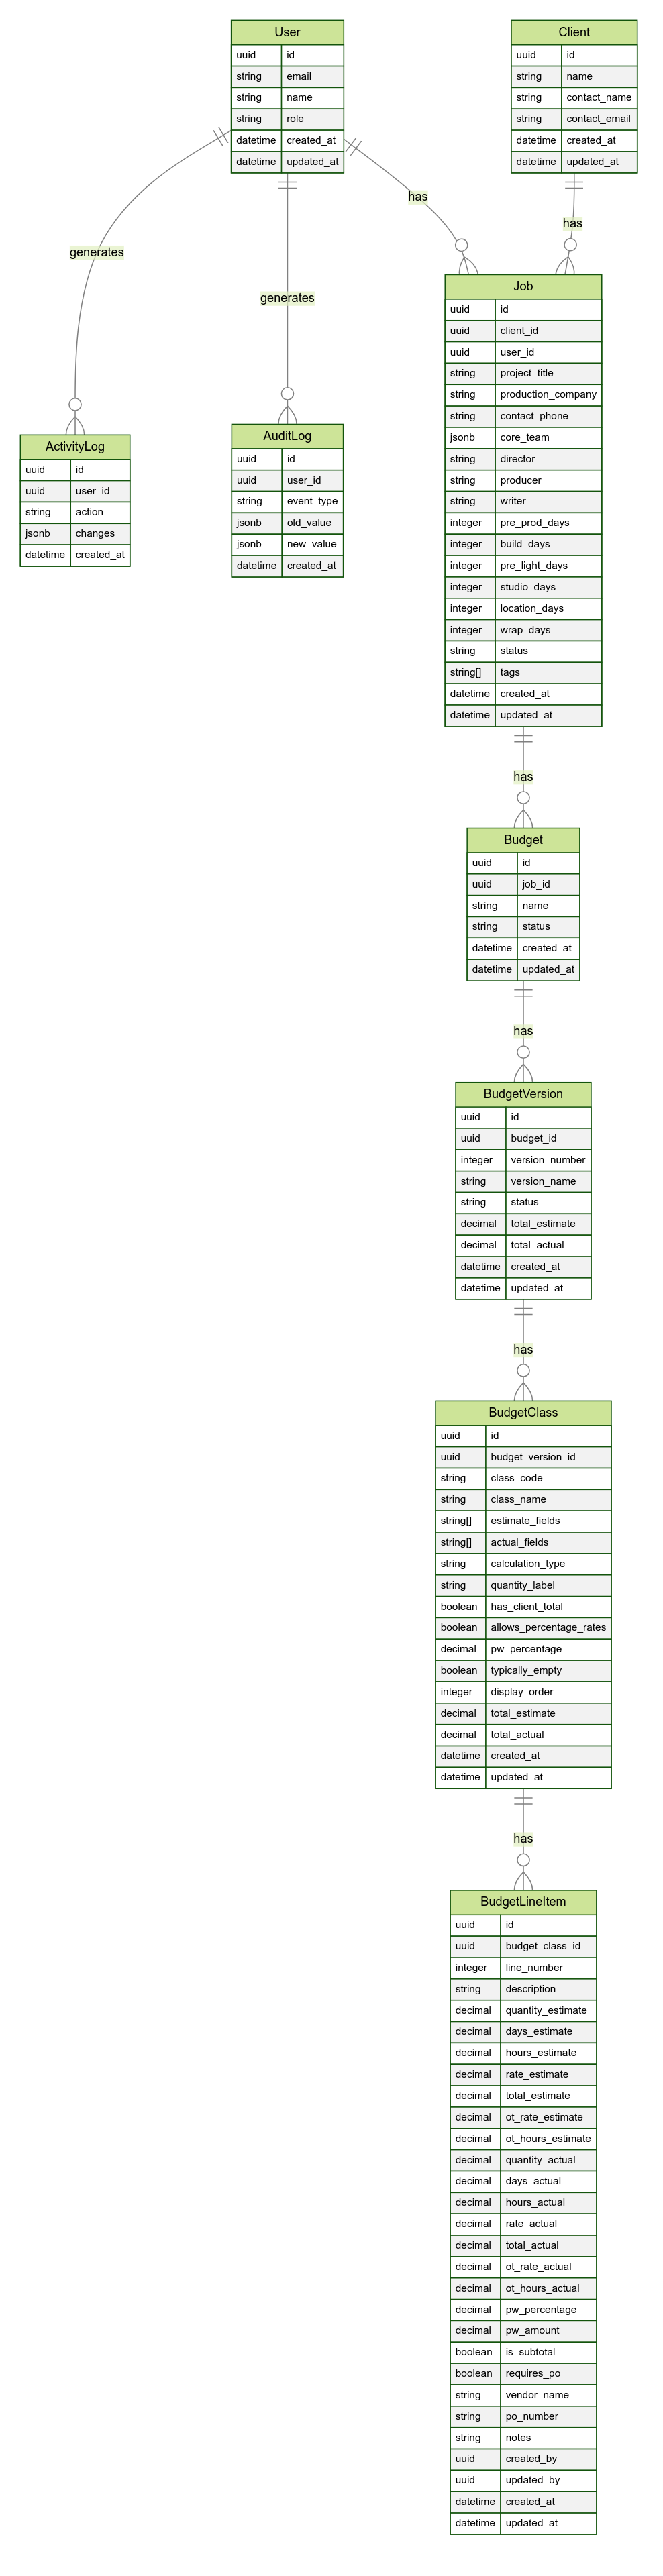 User
uuid id
string email
string name
string role
datetime created_at
datetime updated_at
Client
uuid id
string name
string contact_name
string contact_email
datetime created_at
datetime updated_at
has
has
generates
generates
Job
uuid id
uuid client_id
uuid user_id
string project_title
string production_company
string contact_phone
jsonb core_team
string director
string producer
string writer
integer pre_prod_days
integer build_days
integer pre_light_days
integer studio_days
integer location_days
integer wrap_days
string status
string[] tags
datetime created_at
datetime updated_at
ActivityLog
uuid id
uuid user_id
string action
jsonb changes
datetime created_at
AuditLog
uuid id
uuid user_id
string event_type
jsonb old_value
jsonb new_value
datetime created_at
has
Budget
uuid id
uuid job_id
string name
string status
datetime created_at
datetime updated_at
has
BudgetVersion
uuid id
uuid budget_id
integer version_number
string version_name
string status
decimal total_estimate
decimal total_actual
datetime created_at
datetime updated_at
has
BudgetClass
uuid id
uuid budget_version_id
string class_code
string class_name
string[] estimate_fields
string[] actual_fields
string calculation_type
string quantity_label
boolean has_client_total
boolean allows_percentage_rates
decimal pw_percentage
boolean typically_empty
integer display_order
decimal total_estimate
decimal total_actual
datetime created_at
datetime updated_at
has
BudgetLineItem
uuid id
uuid budget_class_id
integer line_number
string description
decimal quantity_estimate
decimal days_estimate
decimal hours_estimate
decimal rate_estimate
decimal total_estimate
decimal ot_rate_estimate
decimal ot_hours_estimate
decimal quantity_actual
decimal days_actual
decimal hours_actual
decimal rate_actual
decimal total_actual
decimal ot_rate_actual
decimal ot_hours_actual
decimal pw_percentage
decimal pw_amount
boolean is_subtotal
boolean requires_po
string vendor_name
string po_number
string notes
uuid created_by
uuid updated_by
datetime created_at
datetime updated_at